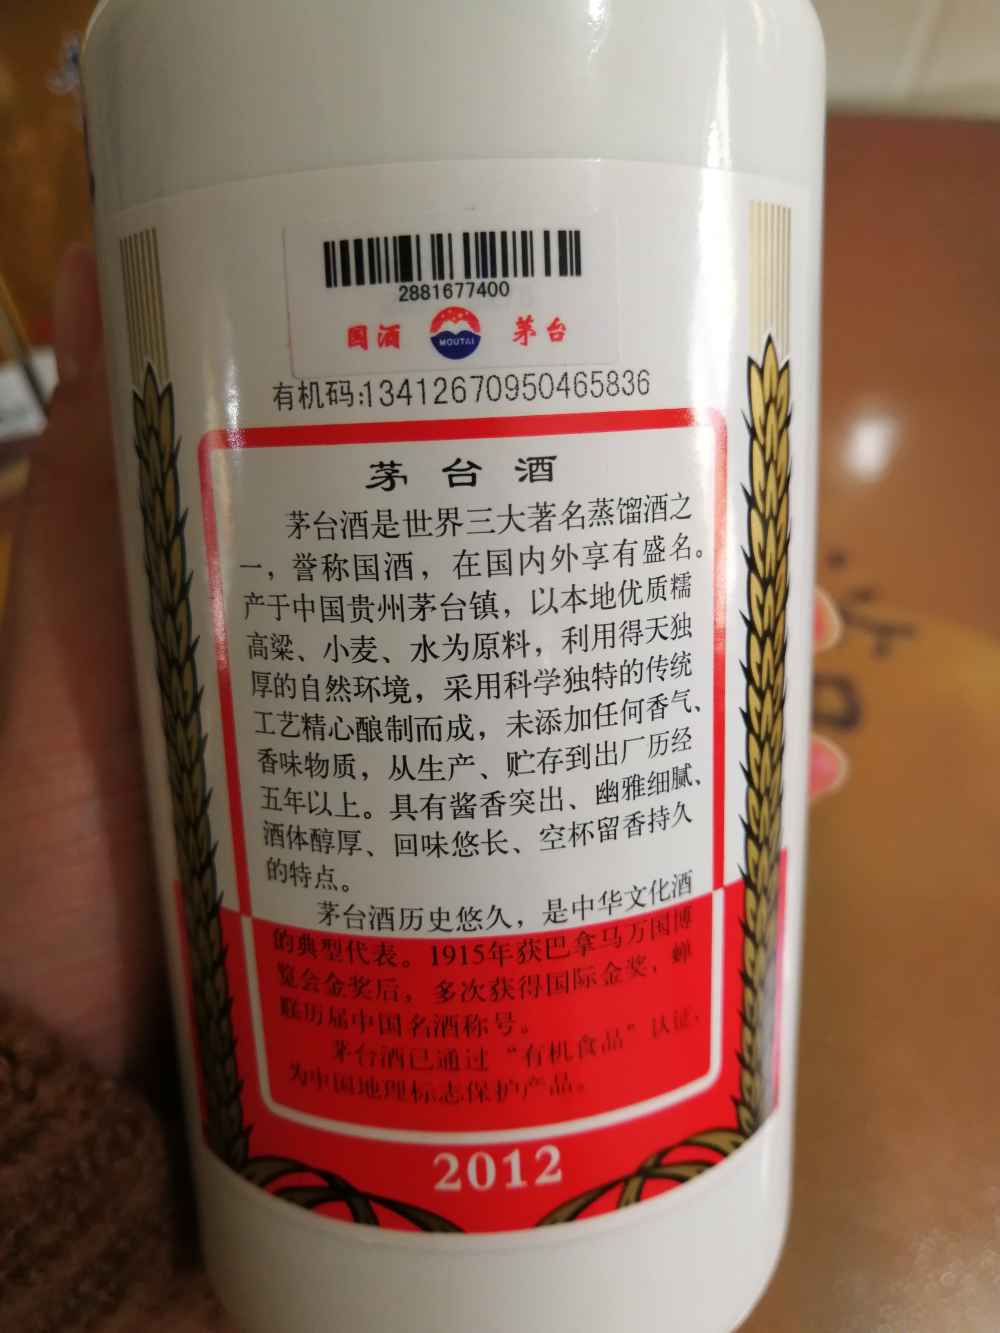 2881677400
国酒 MOUTAI 茅台
有机码:13412670950465836
茅台酒
茅台酒是世界三大著名蒸馏酒之
一，誉称国酒，在国内外享有盛名。
产于中国贵州茅台镇，以本地优质糯
高粱、小麦、水为原料，利用得天独
厚的自然环境，采用科学独特的传统
工艺精心酿制而成，未添加任何香气、
香味物质，从生产、贮存到出厂历经
五年以上。具有酱香突出、幽雅细腻、
酒体醇厚、回味悠长、空杯留香持久
的特点。
茅台酒历史悠久，是中华文化酒
的典型代表。1915年获巴拿马万国博
览会金奖后，多次获得国际金奖，蝉
联历届中国名酒称号。
茅台酒已通过“有机食品”认证，
为中国地理标志保护产品。
2012